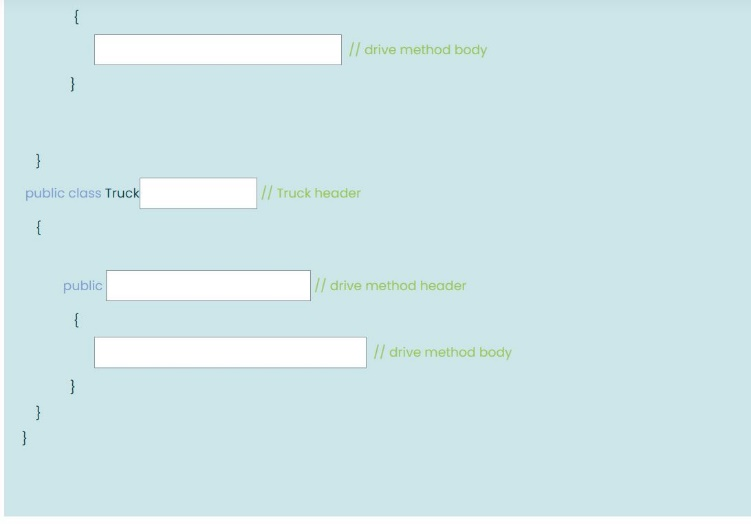 {
// drive method body
}
}
public class Truck // Truck header
{
public // drive method header
{
// drive method body
}
}
}